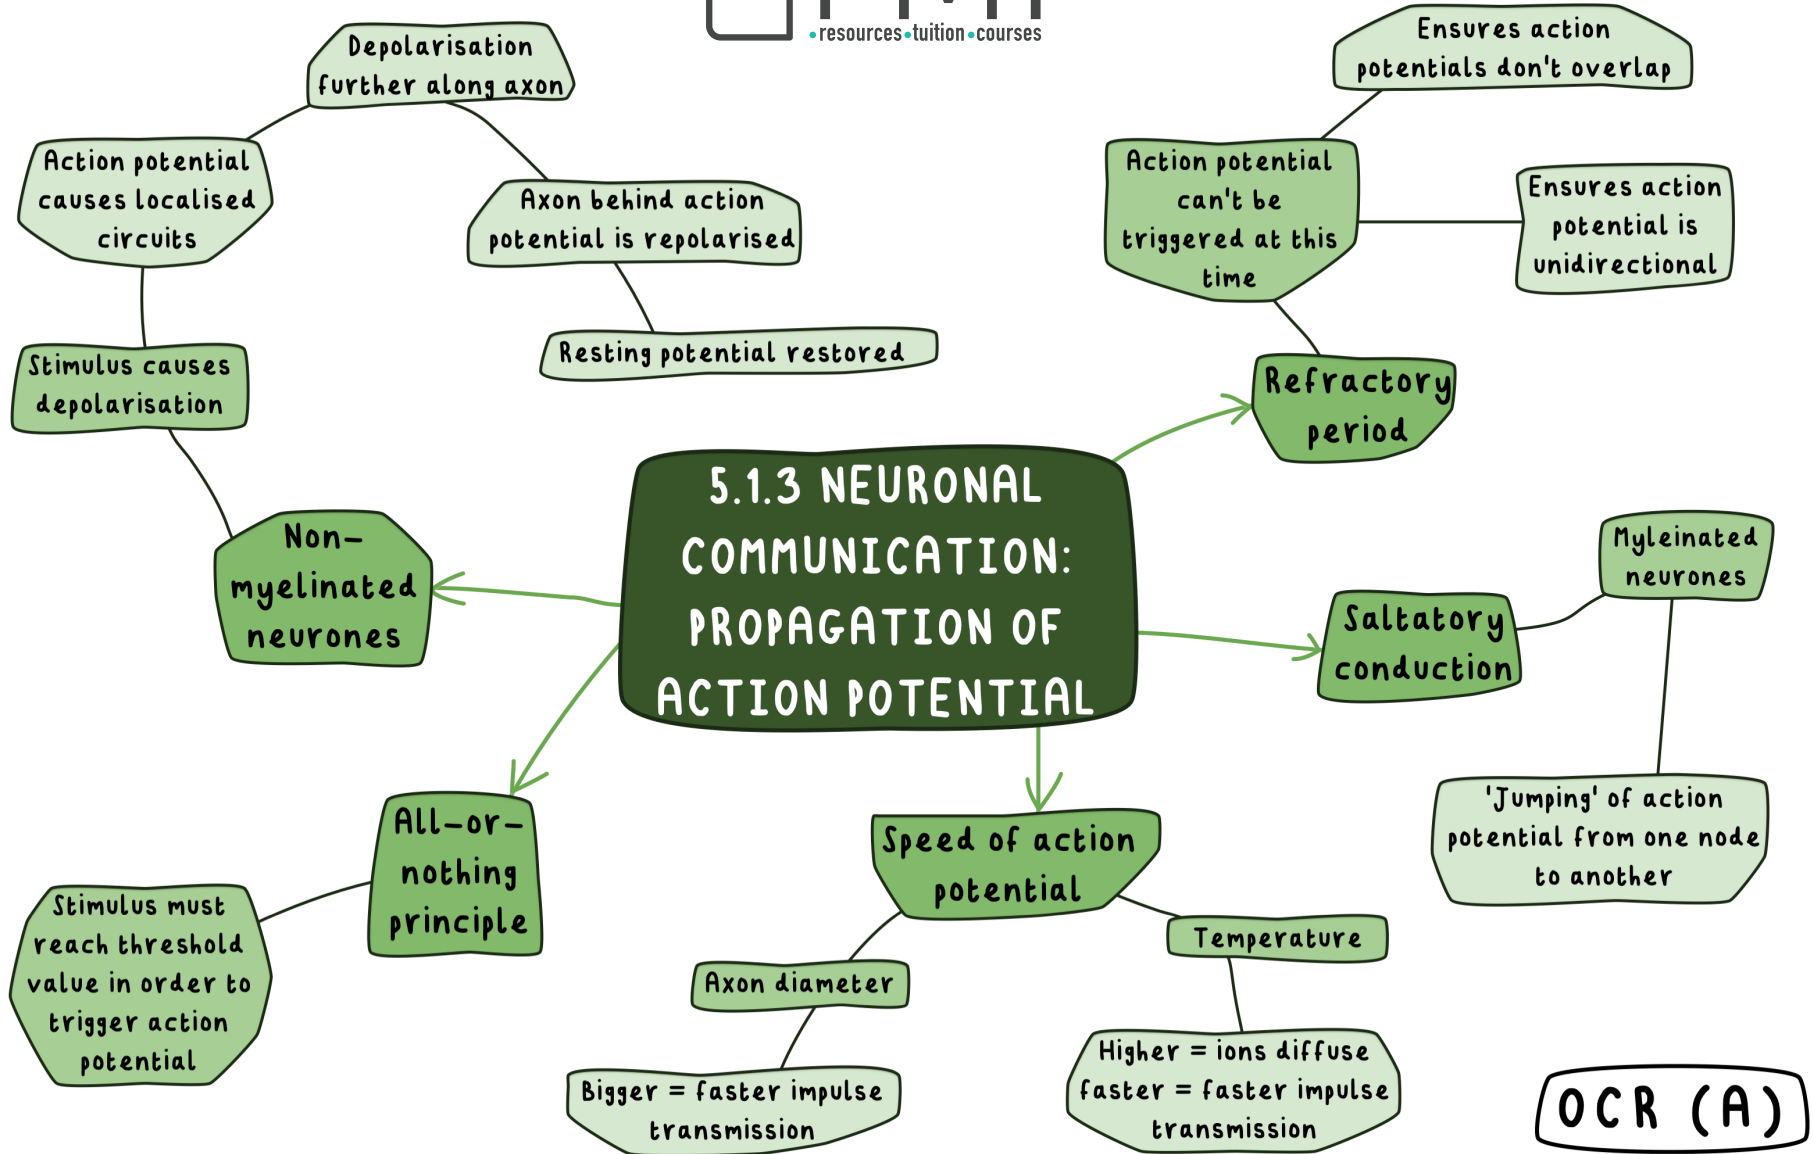 •resources•tuition•courses
Depolarisation
further along axon
Action potential
causes localised
circuits
Axon behind action
potential is repolarised
Resting potential restored
Stimulus causes
depolarisation
Non-
myelinated
neurones
Ensures action
potentials don't overlap
Action potential
can't be
triggered at this
time
Ensures action
potential is
unidirectional
Refractory
period
5.1.3 NEURONAL
COMMUNICATION:
PROPAGATION OF
ACTION POTENTIAL
Myleinated
neurones
Saltatory
conduction
'Jumping' of action
potential from one node
to another
All-or-
nothing
principle
Stimulus must
reach threshold
value in order to
trigger action
potential
Speed of action
potential
Axon diameter
Bigger = faster impulse
transmission
Temperature
Higher = ions diffuse
faster = faster impulse
transmission
OCR (A)